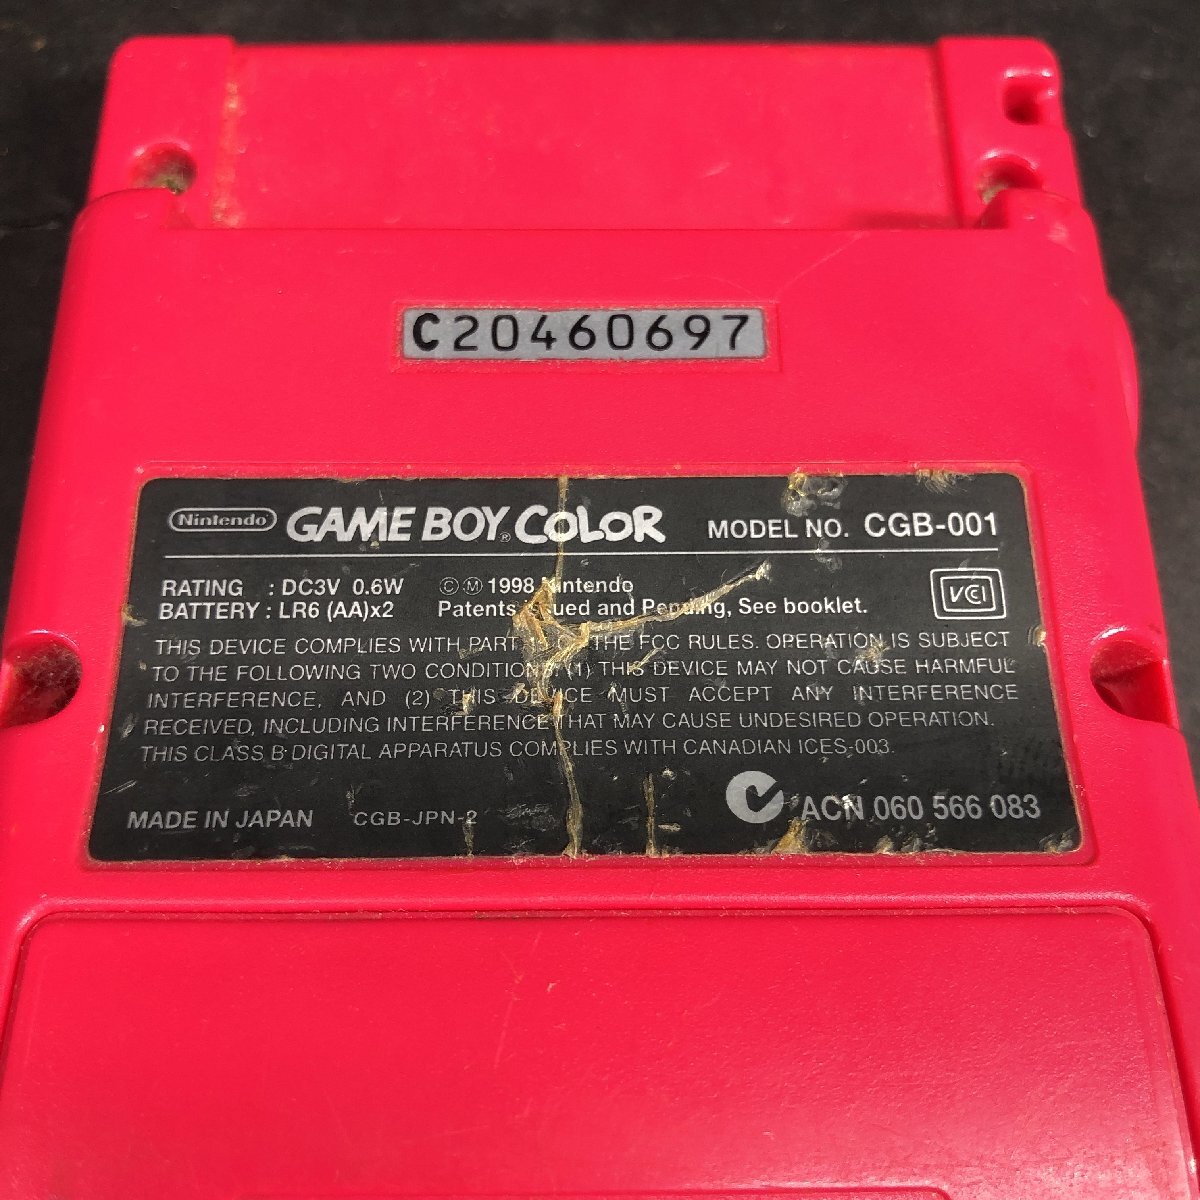 C20460697
Nintendo GAME BOY® COLOR MODEL NO. CGB-001
RATING : DC3V 0.6W ©Ⓜ 1998 Nintendo
BATTERY : LR6 (AA)x2 Patents Issued and Pending, See booklet.
VCI
THIS DEVICE COMPLIES WITH PART 15 OF THE FCC RULES. OPERATION IS SUBJECT
TO THE FOLLOWING TWO CONDITIONS: (1) THIS DEVICE MAY NOT CAUSE HARMFUL
INTERFERENCE, AND (2) THIS DEVICE MUST ACCEPT ANY INTERFERENCE
RECEIVED, INCLUDING INTERFERENCE THAT MAY CAUSE UNDESIRED OPERATION.
THIS CLASS B DIGITAL APPARATUS COMPLIES WITH CANADIAN ICES-003.
MADE IN JAPAN CGB-JPN-2 ACN 060 566 083